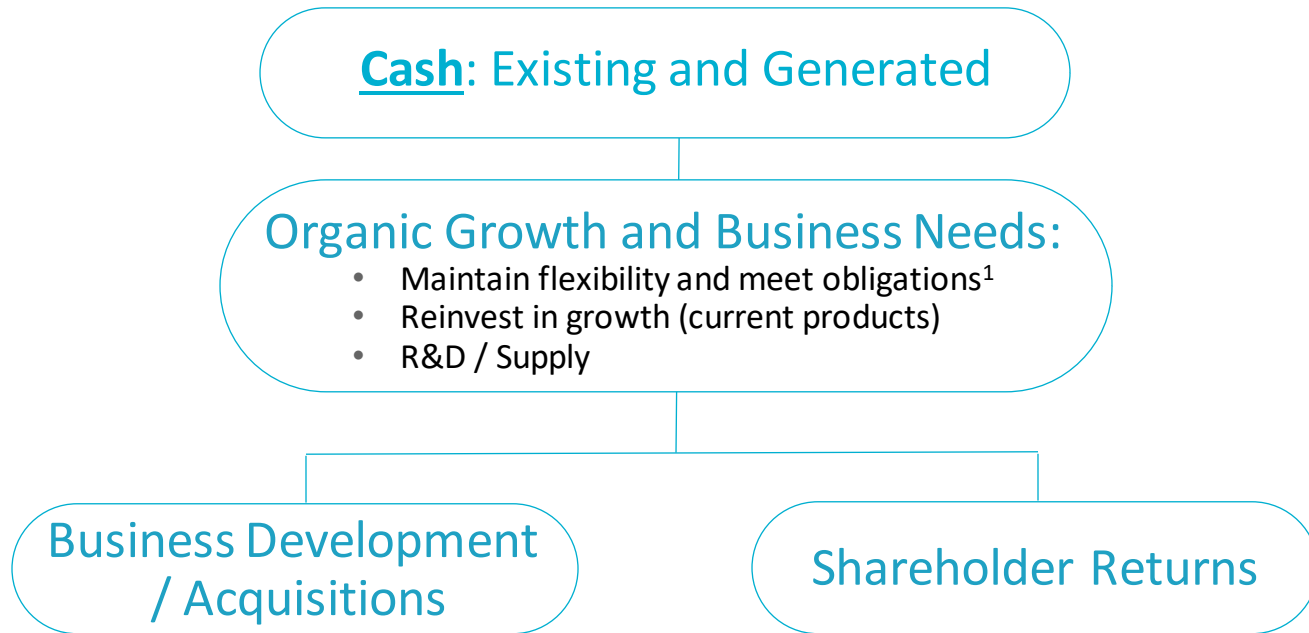 Cash: Existing and Generated
Organic Growth and Business Needs:
• Maintain flexibility and meet obligations¹
• Reinvest in growth (current products)
• R&D / Supply
Business Development
/ Acquisitions
Shareholder Returns